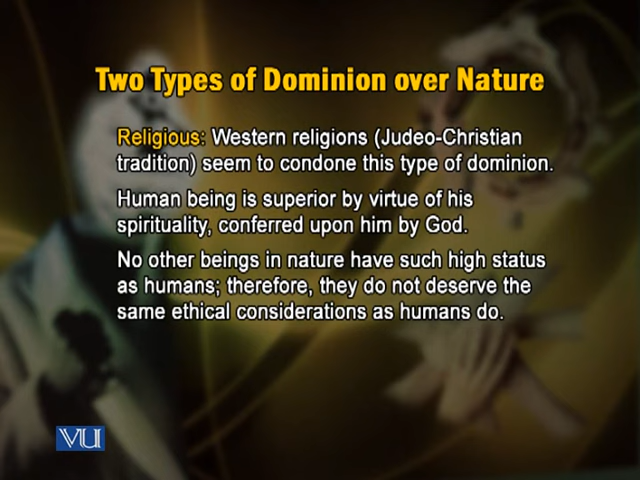 Two Types of Dominion over Nature
Religious: Western religions (Judeo-Christian
tradition) seem to condone this type of dominion.
Human being is superior by virtue of his
spirituality, conferred upon him by God.
No other beings in nature have such high status
as humans; therefore, they do not deserve the
same ethical considerations as humans do.
VU